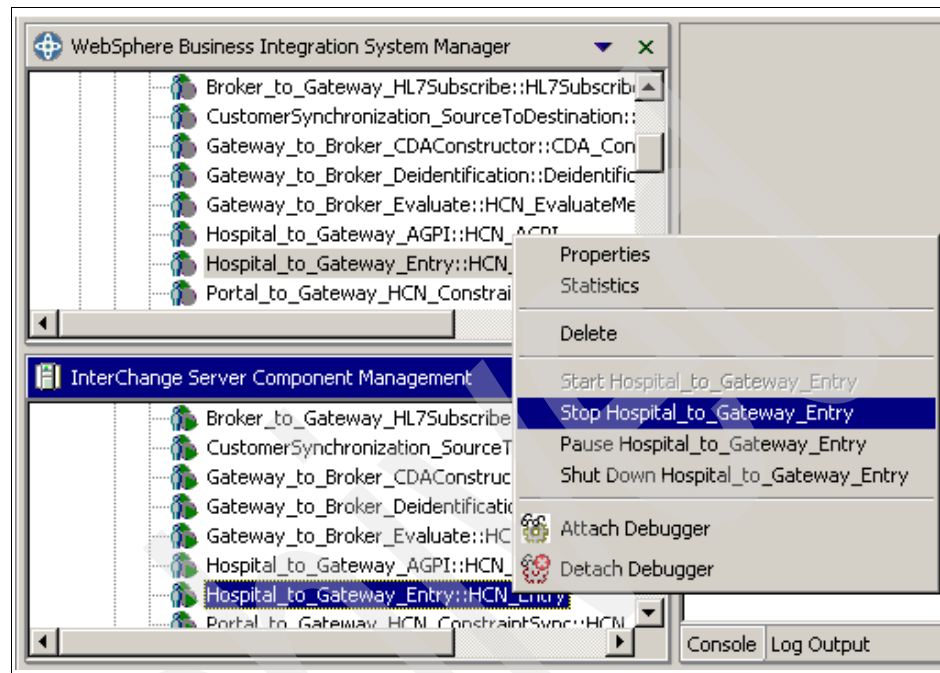 WebSphere Business Integration System Manager
Broker_to_Gateway_HL7Subscribe::HL7Subscrib
CustomerSynchronization_SourceToDestination::
Gateway_to_Broker_CDAConstructor::CDA_Con
Gateway_to_Broker_Deidentification::Deidentific
Gateway_to_Broker_Evaluate::HCN_EvaluateMe
Hospital_to_Gateway_AGPI::HCN_AGPI
Hospital_to_Gateway_Entry::HCN_
Portal_to_Gateway_HCN_Constrai
Properties
Statistics
Delete
Start Hospital_to_Gateway_Entry
Stop Hospital_to_Gateway_Entry
Pause Hospital_to_Gateway_Entry
Shut Down Hospital_to_Gateway_Entry
Attach Debugger
Detach Debugger
InterChange Server Component Management
Broker_to_Gateway_HL7Subscribe
CustomerSynchronization_SourceT
Gateway_to_Broker_CDAConstruc
Gateway_to_Broker_Deidentificatio
Gateway_to_Broker_Evaluate::HC
Hospital_to_Gateway_AGPI::HCN_
Hospital_to_Gateway_Entry::HCN_Entry
Portal_to_Gateway_HCN_ConstraintSync::HCN
Console
Log Output